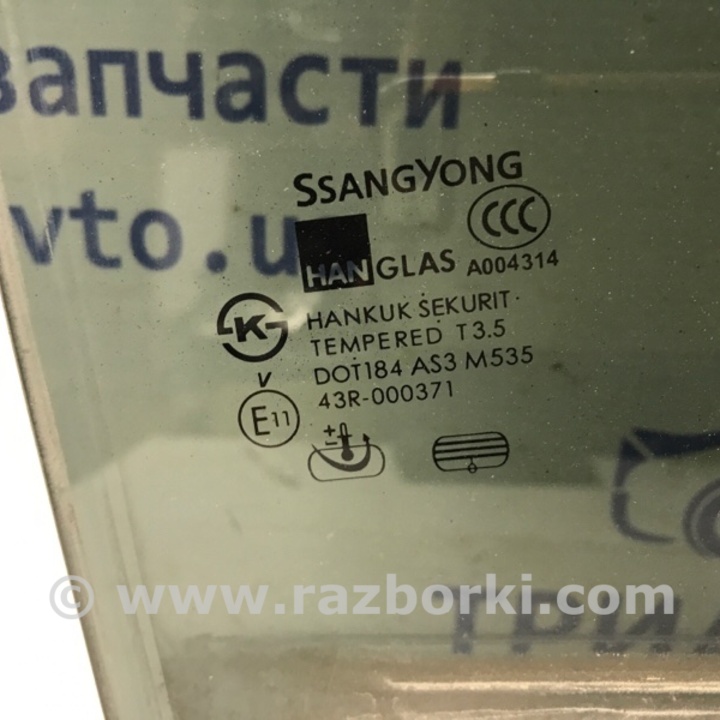 запчасти
vto.u
SSANGYONG
CCC
HANGLAS A004314
K
HANKUK SEKURIT
TEMPERED T3.5
V
DOT184 AS3 M535
43R-000371
E11
± 
© www.razborki.com